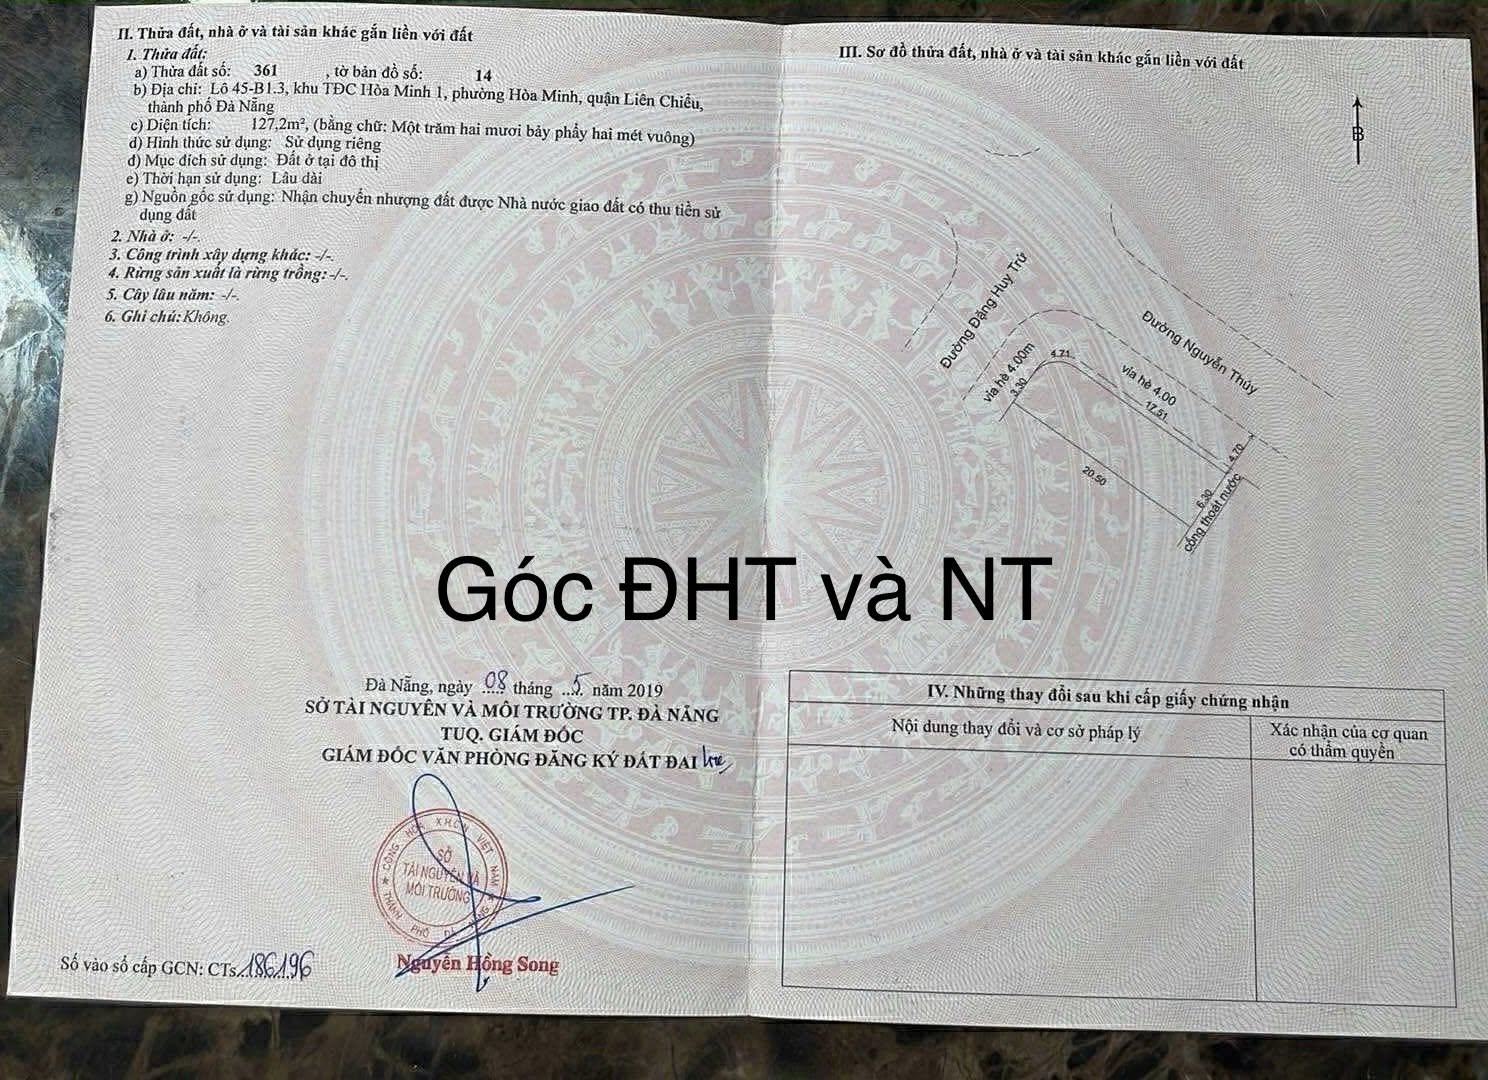 II. Thửa đất, nhà ở và tài sản khác gắn liền với đất
1. Thửa đất:
a) Thửa đất số: 361 , tờ bản đồ số: 14
b) Địa chỉ: Lô 45-B1.3, khu TĐC Hòa Minh 1, phường Hòa Minh, quận Liên Chiểu,
thành phố Đà Nẵng
c) Diện tích: 127,2m², (bằng chữ: Một trăm hai mươi bảy phẩy hai mét vuông)
d) Hình thức sử dụng: Sử dụng riêng
đ) Mục đích sử dụng: Đất ở tại đô thị
e) Thời hạn sử dụng: Lâu dài
g) Nguồn gốc sử dụng: Nhận chuyển nhượng đất được Nhà nước giao đất có thu tiền sử
dụng đất
2. Nhà ở: -/-.
3. Công trình xây dựng khác: -/-.
4. Rừng sản xuất là rừng trồng: -/-.
5. Cây lâu năm: -/-.
6. Ghi chú: Không.
III. Sơ đồ thửa đất, nhà ở và tài sản khác gắn liền với đất
B
Đường Đặng Huy Trứ
Đường Nguyễn Thúy
vỉa hè 4.00m
3.30
4.71
vỉa hè 4.00
17.51
4.70
20.50
6.30
cống thoát nước
Góc ĐHT và NT
Đà Nẵng, ngày 08 tháng 5 năm 2019
SỞ TÀI NGUYÊN VÀ MÔI TRƯỜNG TP. ĐÀ NẴNG
TUQ. GIÁM ĐỐC
GIÁM ĐỐC VĂN PHÒNG ĐĂNG KÝ ĐẤT ĐAI
CỘNG HÒA X.H.C.N VIỆT NAM
SỞ
TÀI NGUYÊN VÀ
MÔI TRƯỜNG
THÀNH PHỐ ĐÀ NẴNG
Nguyễn Hồng Song
Số vào sổ cấp GCN: CTs 186196
IV. Những thay đổi sau khi cấp giấy chứng nhận
Nội dung thay đổi và cơ sở pháp lý
Xác nhận của cơ quan
có thẩm quyền